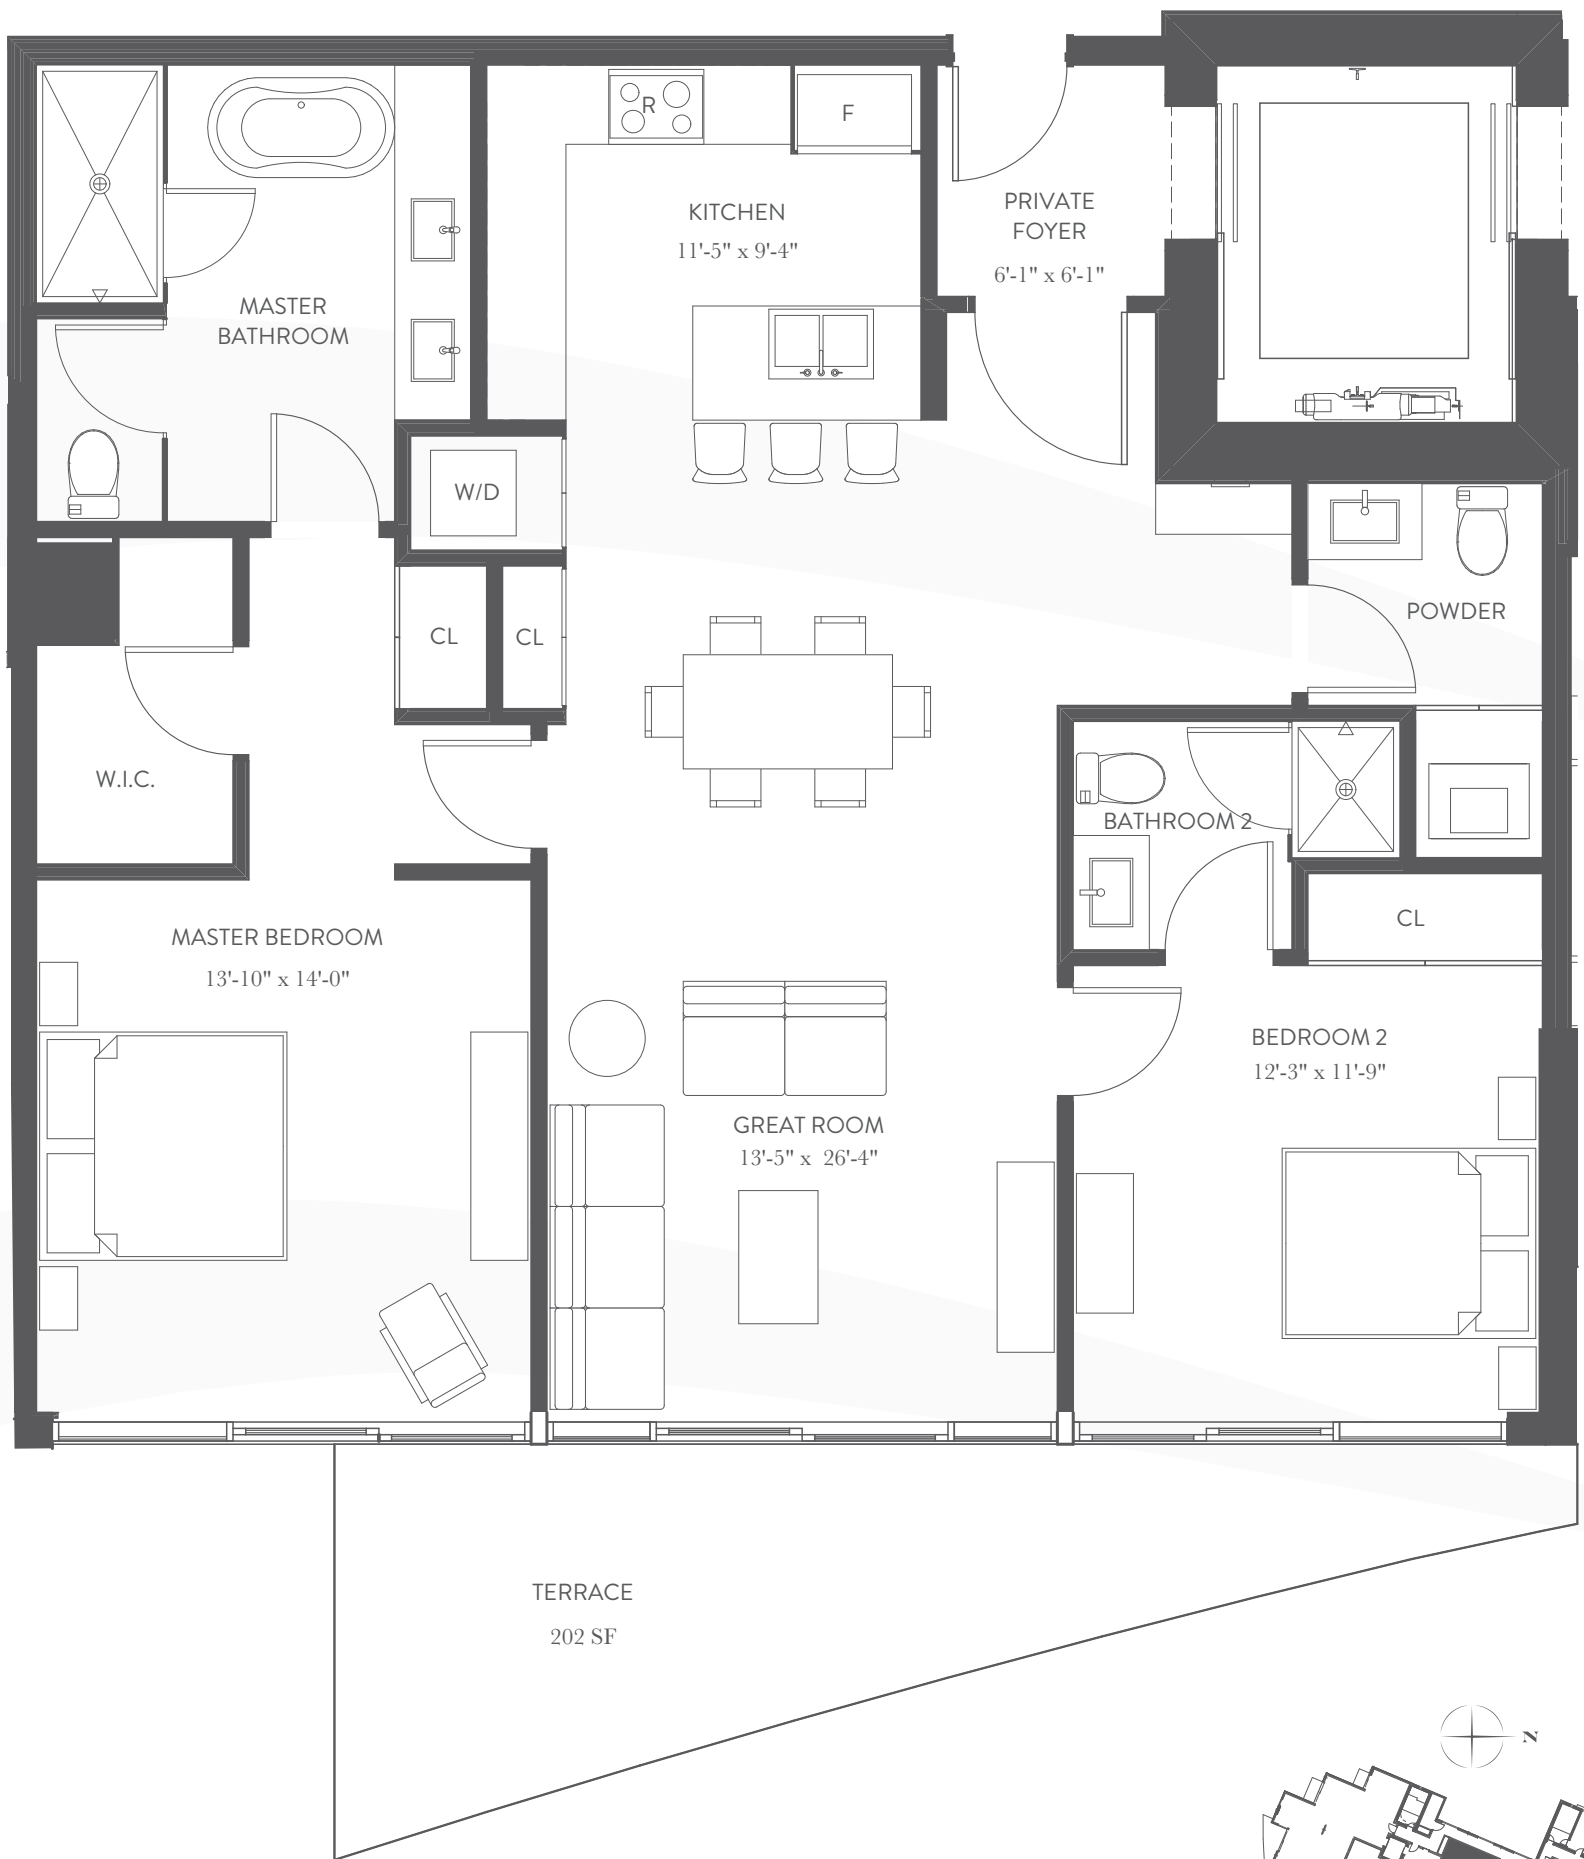 R
F
KITCHEN
11'-5" x 9'-4"
PRIVATE
FOYER
6'-1" x 6'-1"
MASTER
BATHROOM
W/D
CL
CL
POWDER
W.I.C.
BATHROOM 2
CL
MASTER BEDROOM
13'-10" x 14'-0"
BEDROOM 2
12'-3" x 11'-9"
GREAT ROOM
13'-5" x 26'-4"
TERRACE
202 SF
N